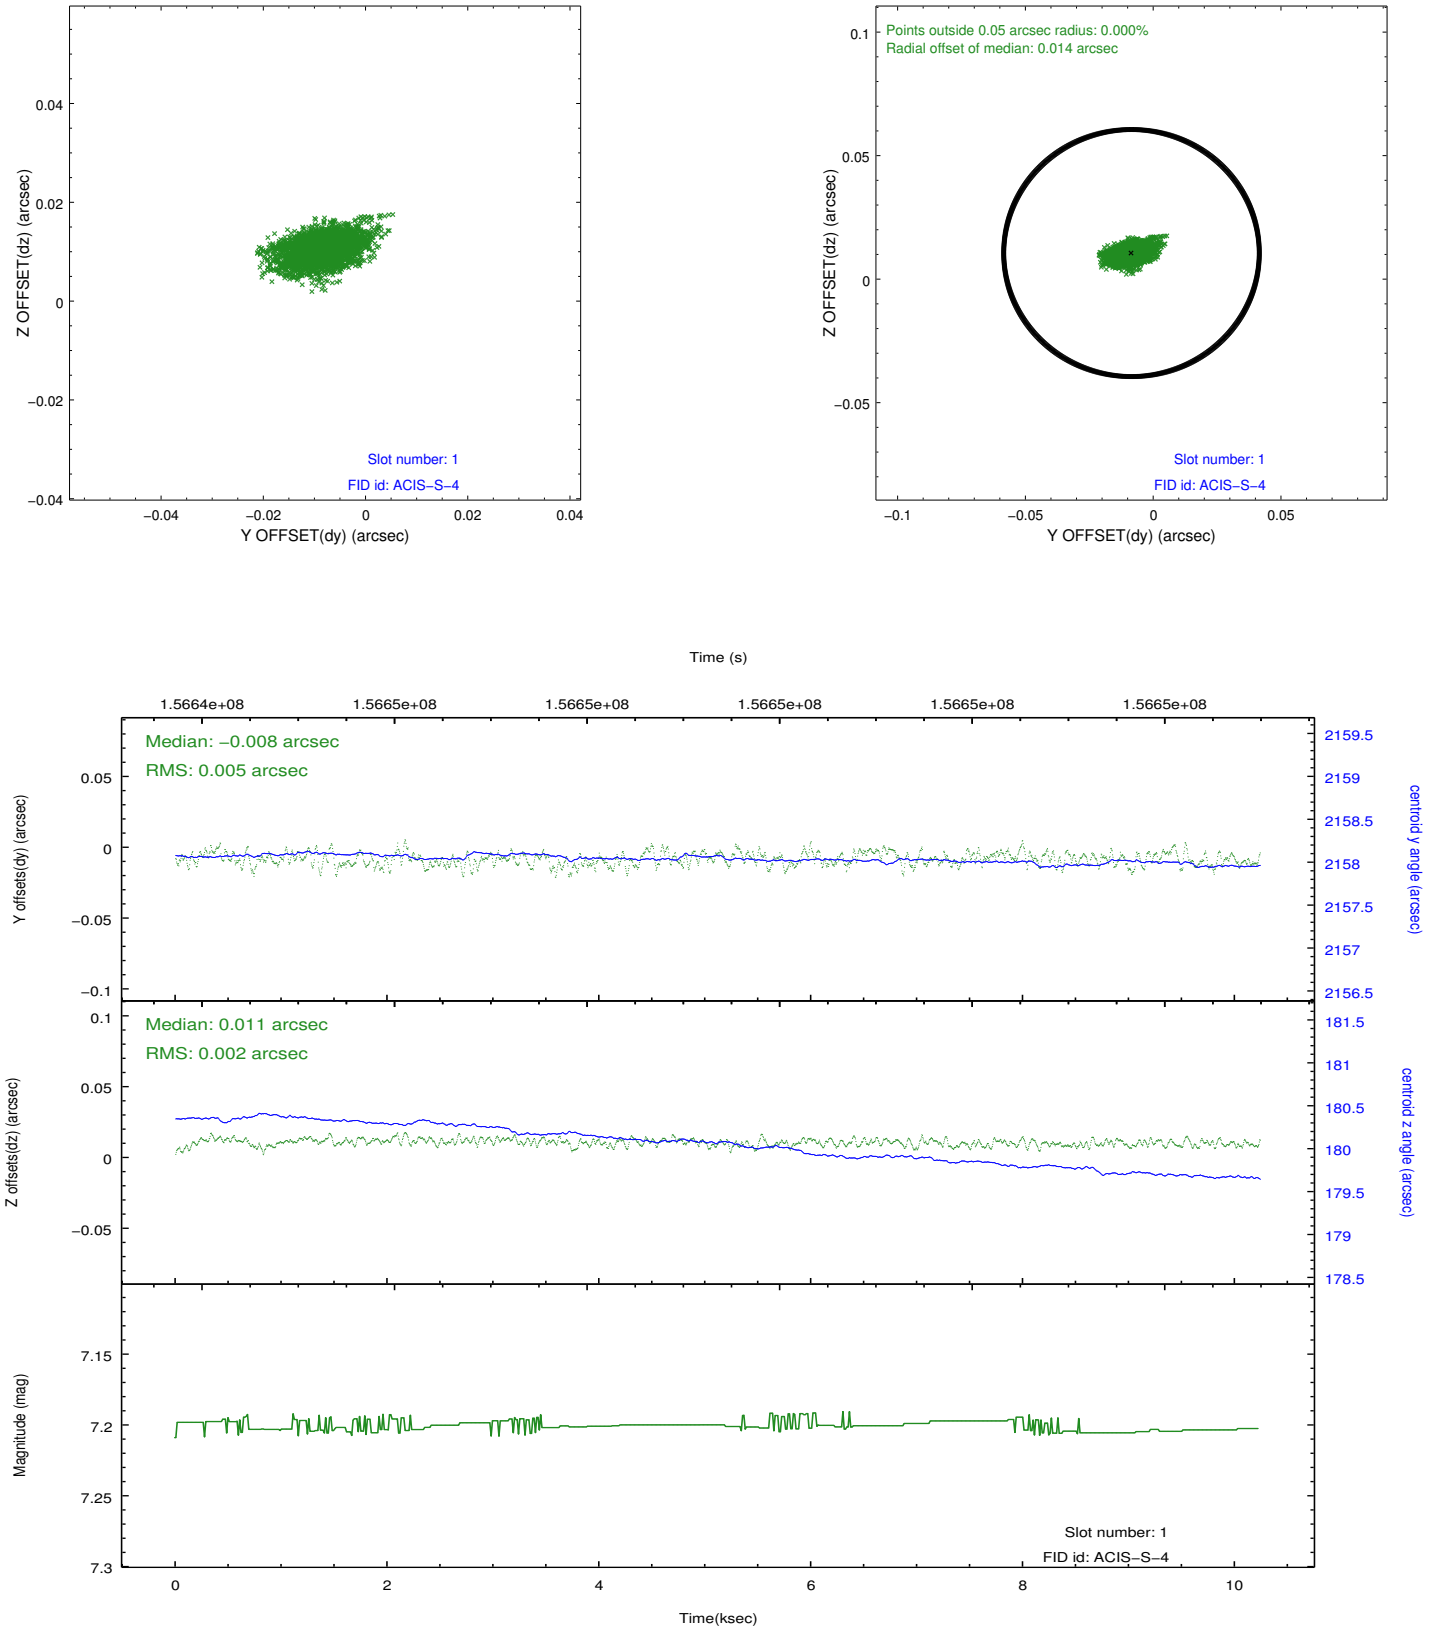 0.04
0.02
0
−0.02
−0.04
Z OFFSET(dz) (arcsec)
Slot number: 1
FID id: ACIS−S−4
−0.04 −0.02 0 0.02 0.04
Y OFFSET(dy) (arcsec)
Points outside 0.05 arcsec radius: 0.000%
Radial offset of median: 0.014 arcsec
0.1
0.05
0
−0.05
Z OFFSET(dz) (arcsec)
Slot number: 1
FID id: ACIS−S−4
−0.1 −0.05 0 0.05
Y OFFSET(dy) (arcsec)
Time (s)
1.5664e+08 1.5665e+08 1.5665e+08 1.5665e+08 1.5665e+08 1.5665e+08
Median: −0.008 arcsec
RMS: 0.005 arcsec
0.05
0
−0.05
−0.1
Y offsets(dy) (arcsec)
2159.5
2159
2158.5
2158
2157.5
2157
2156.5
centroid y angle (arcsec)
Median: 0.011 arcsec
RMS: 0.002 arcsec
0.1
0.05
0
−0.05
Z offsets(dz) (arcsec)
181.5
181
180.5
180
179.5
179
178.5
centroid z angle (arcsec)
7.15
7.2
7.25
7.3
Magnitude (mag)
Slot number: 1
FID id: ACIS−S−4
0 2 4 6 8 10
Time(ksec)